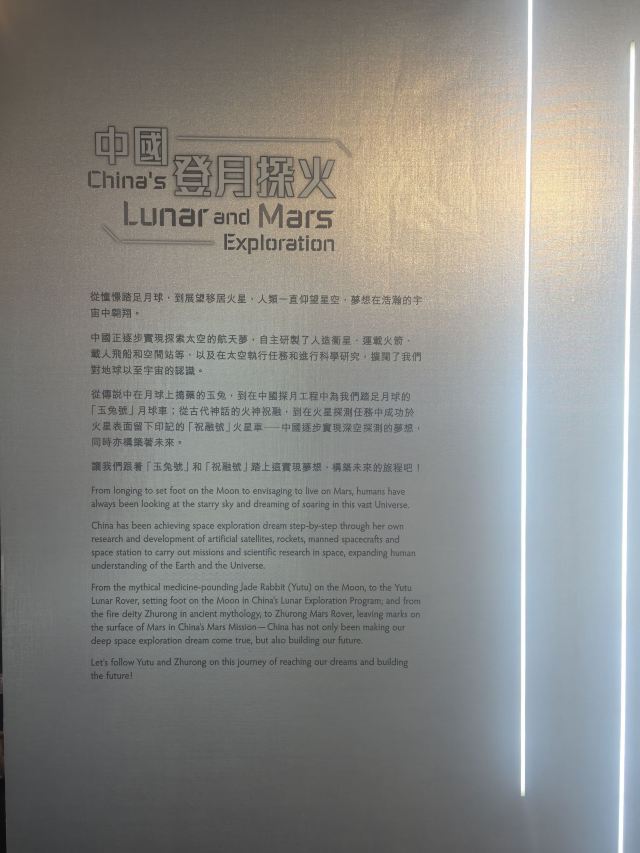 中國
China's 登月探火
Lunar and Mars
Exploration
從憧憬踏足月球，到展望移居火星，人類一直仰望星空，夢想在浩瀚的宇
宙中翱翔。
中國正逐步實現探索太空的航天夢，自主研製了人造衞星、運載火箭、
載人飛船和空間站等，以及在太空執行任務和進行科學研究，擴闊了我們
對地球以至宇宙的認識。
從傳說中在月球上搗藥的玉兔，到在中國探月工程中為我們踏足月球的
「玉兔號」月球車；從古代神話的火神祝融，到在火星探測任務中成功於
火星表面留下印記的「祝融號」火星車──中國逐步實現深空探測的夢想，
同時亦構築著未來。
讓我們跟着「玉兔號」和「祝融號」踏上這實現夢想、構築未來的旅程吧！
From longing to set foot on the Moon to envisaging to live on Mars, humans have
always been looking at the starry sky and dreaming of soaring in this vast Universe.
China has been achieving space exploration dream step-by-step through her own
research and development of artificial satellites, rockets, manned spacecrafts and
space station to carry out missions and scientific research in space, expanding human
understanding of the Earth and the Universe.
From the mythical medicine-pounding Jade Rabbit (Yutu) on the Moon, to the Yutu
Lunar Rover, setting foot on the Moon in China's Lunar Exploration Program; and from
the fire deity Zhurong in ancient mythology, to Zhurong Mars Rover, leaving marks on
the surface of Mars in China's Mars Mission — China has not only been making our
deep space exploration dream come true, but also building our future.
Let's follow Yutu and Zhurong on this journey of reaching our dreams and building
the future!